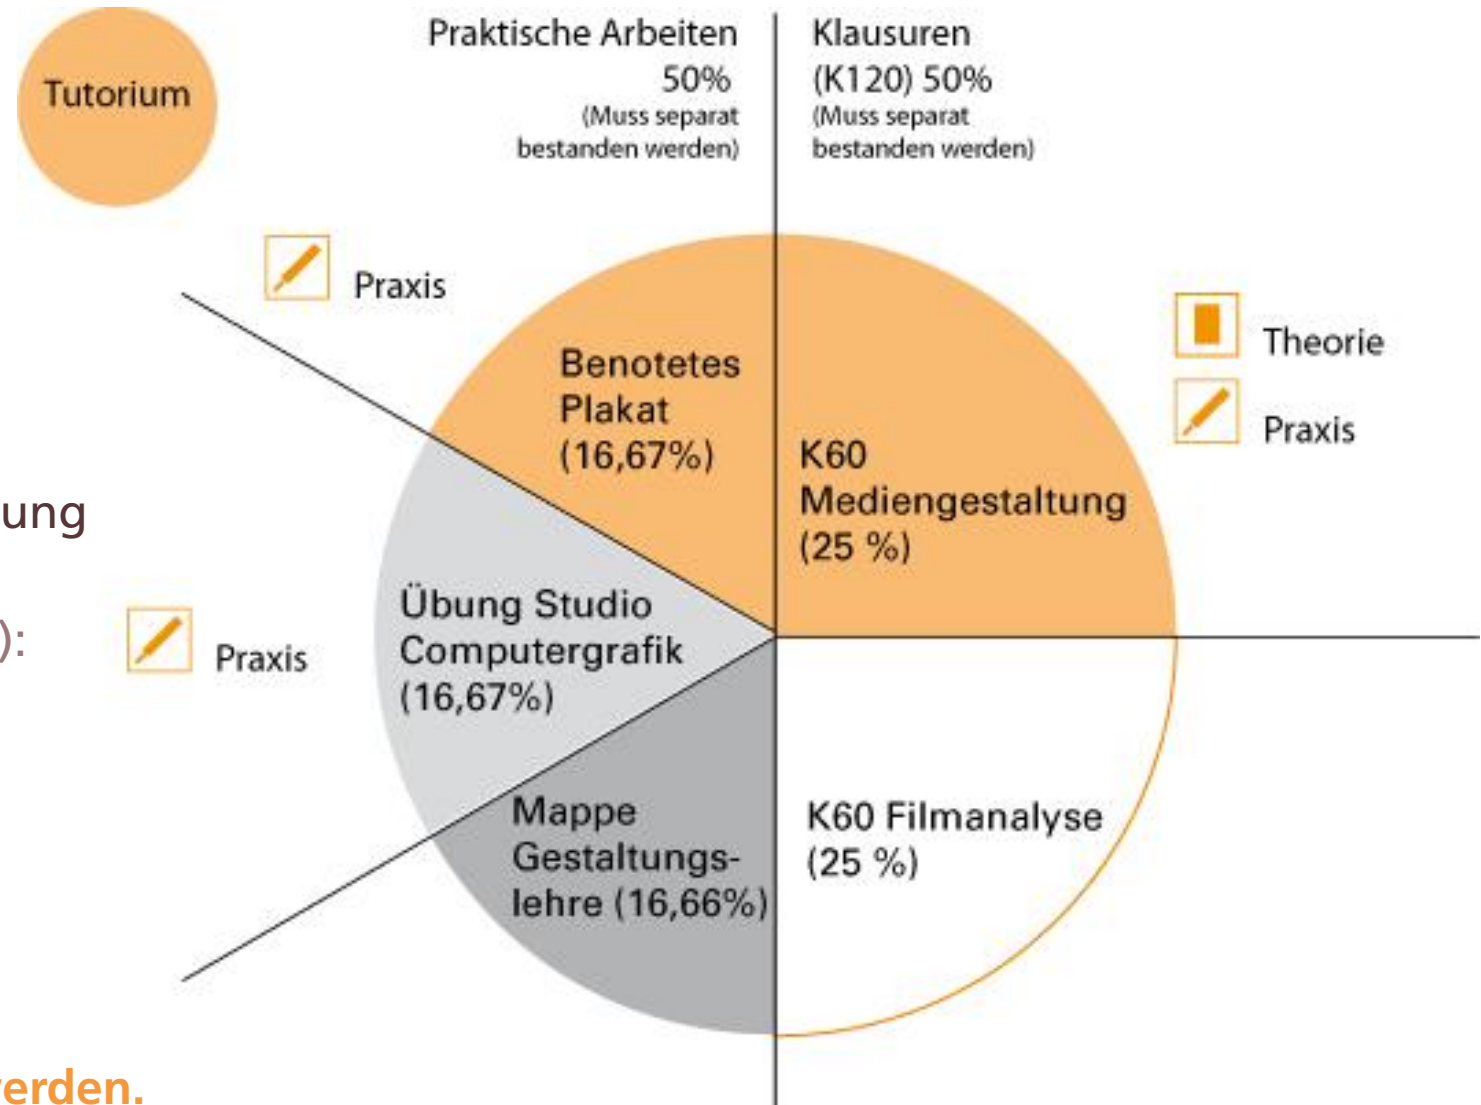 Tutorium
Praktische Arbeiten
50%
(Muss separat
bestanden werden)
Klausuren
(K120) 50%
(Muss separat
bestanden werden)
Praxis
Theorie
Praxis
Benotetes
Plakat
(16,67%)
K60
Mediengestaltung
(25 %)
ung
):
Praxis
Übung Studio
Computergrafik
(16,67%)
Mappe
Gestaltungs-
lehre (16,66%)
K60 Filmanalyse
(25 %)
werden.